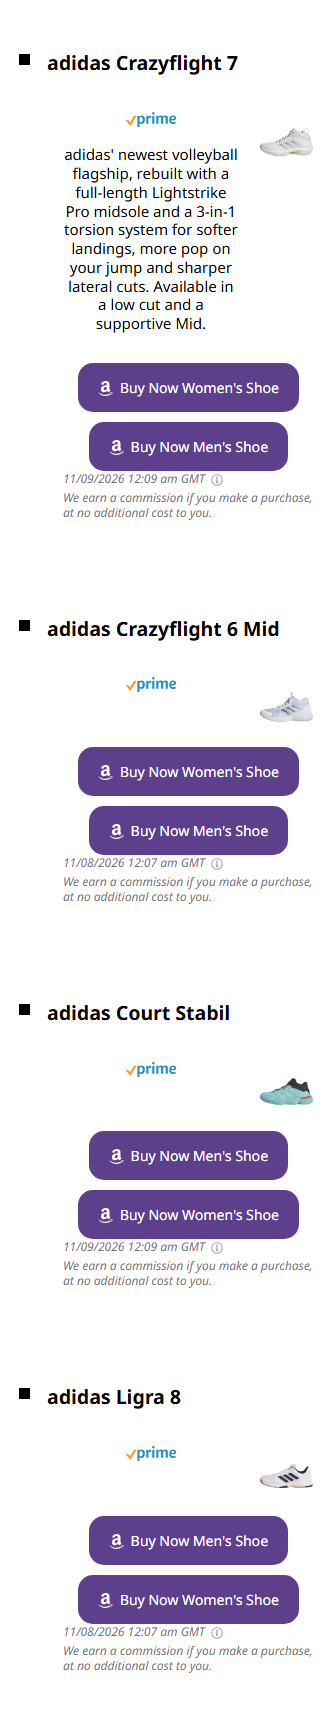 adidas Crazyflight 7
prime
adidas' newest volleyball
flagship, rebuilt with a
full-length Lightstrike
Pro midsole and a 3-in-1
torsion system for softer
landings, more pop on
your jump and sharper
lateral cuts. Available in
a low cut and a
supportive Mid.
Buy Now Women's Shoe
Buy Now Men's Shoe
11/09/2026 12:09 am GMT
We earn a commission if you make a purchase,
at no additional cost to you.
adidas Crazyflight 6 Mid
prime
Buy Now Women's Shoe
Buy Now Men's Shoe
11/08/2026 12:07 am GMT
We earn a commission if you make a purchase,
at no additional cost to you.
adidas Court Stabil
prime
Buy Now Men's Shoe
Buy Now Women's Shoe
11/09/2026 12:09 am GMT
We earn a commission if you make a purchase,
at no additional cost to you.
adidas Ligra 8
prime
Buy Now Men's Shoe
Buy Now Women's Shoe
11/08/2026 12:07 am GMT
We earn a commission if you make a purchase,
at no additional cost to you.